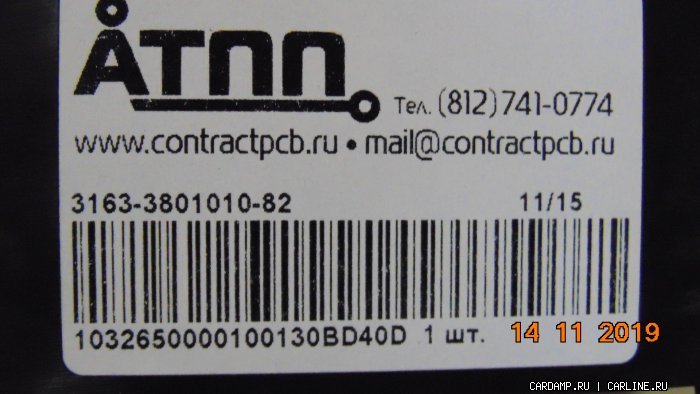 АТПП
Тел. (812)741-0774
www.contractpcb.ru • mail@contractpcb.ru
3163-3801010-82 11/15
1032650000100130BD40D 1 шт. 14 11 2019
CARDAMP.RU | CARLINE.RU